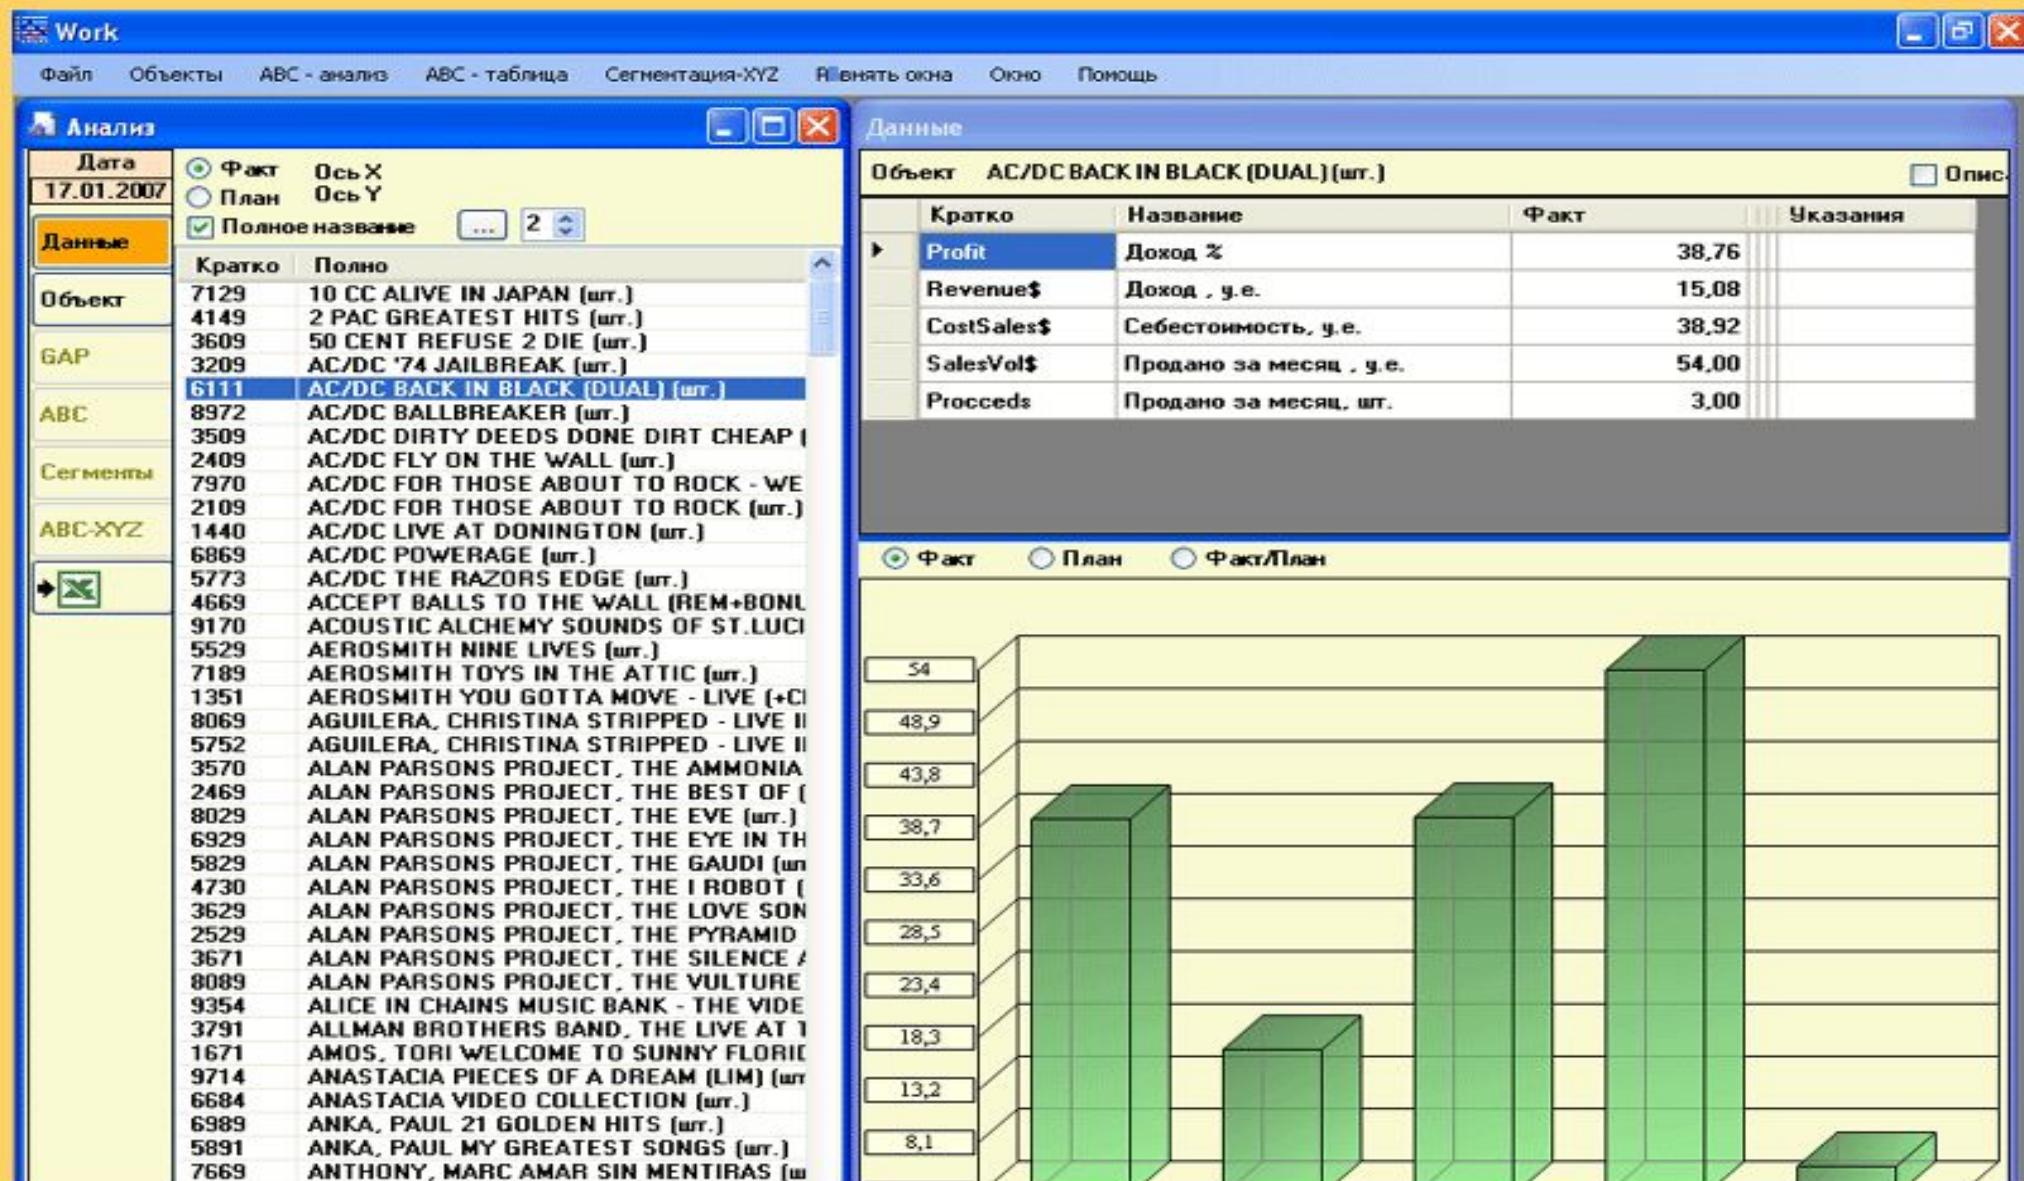 Work
Файл Объекты ABC - анализ ABC - таблица Сегментация-XYZ внять окна Окно Помощь
Анализ
Дата
17.01.2007
Факт Ось X
План Ось Y
Полное название ... 2
Данные
Объект
GAP
ABC
Сегменты
ABC-XYZ
Кратко Полно
7129 10 CC ALIVE IN JAPAN (шт.)
4149 2 PAC GREATEST HITS (шт.)
3609 50 CENT REFUSE 2 DIE (шт.)
3209 AC/DC '74 JAILBREAK (шт.)
6111 AC/DC BACK IN BLACK (DUAL) (шт.)
8972 AC/DC BALLBREAKER (шт.)
3509 AC/DC DIRTY DEEDS DONE DIRT CHEAP (
2409 AC/DC FLY ON THE WALL (шт.)
7970 AC/DC FOR THOSE ABOUT TO ROCK - WE
2109 AC/DC FOR THOSE ABOUT TO ROCK (шт.)
1440 AC/DC LIVE AT DONINGTON (шт.)
6869 AC/DC POWERAGE (шт.)
5773 AC/DC THE RAZORS EDGE (шт.)
4669 ACCEPT BALLS TO THE WALL (REM+BONU
9170 ACOUSTIC ALCHEMY SOUNDS OF ST.LUCI
5529 AEROSMITH NINE LIVES (шт.)
7189 AEROSMITH TOYS IN THE ATTIC (шт.)
1351 AEROSMITH YOU GOTTA MOVE - LIVE (+C
8069 AGUILERA, CHRISTINA STRIPPED - LIVE I
5752 AGUILERA, CHRISTINA STRIPPED - LIVE I
3570 ALAN PARSONS PROJECT, THE AMMONIA
2469 ALAN PARSONS PROJECT, THE BEST OF (
8029 ALAN PARSONS PROJECT, THE EVE (шт.)
6929 ALAN PARSONS PROJECT, THE EYE IN TH
5829 ALAN PARSONS PROJECT, THE GAUDI (шт
4730 ALAN PARSONS PROJECT, THE I ROBOT (
3629 ALAN PARSONS PROJECT, THE LOVE SON
2529 ALAN PARSONS PROJECT, THE PYRAMID
3671 ALAN PARSONS PROJECT, THE SILENCE A
8089 ALAN PARSONS PROJECT, THE VULTURE
9354 ALICE IN CHAINS MUSIC BANK - THE VIDE
3791 ALLMAN BROTHERS BAND, THE LIVE AT T
1671 AMOS, TORI WELCOME TO SUNNY FLORID
9714 ANASTACIA PIECES OF A DREAM (LIM) (шт
6684 ANASTACIA VIDEO COLLECTION (шт.)
6989 ANKA, PAUL 21 GOLDEN HITS (шт.)
5891 ANKA, PAUL MY GREATEST SONGS (шт.)
7669 ANTHONY, MARC AMAR SIN MENTIRAS (ш
Данные
Объект AC/DC BACK IN BLACK (DUAL) (шт.) Опис.
Кратко Название Факт Указания
Profit Доход % 38,76
Revenue$ Доход , у.е. 15,08
CostSales$ Себестоимость, у.е. 38,92
SalesVol$ Продано за месяц , у.е. 54,00
Procceds Продано за месяц, шт. 3,00
Факт План Факт/План
54
48,9
43,8
38,7
33,6
28,5
23,4
18,3
13,2
8,1